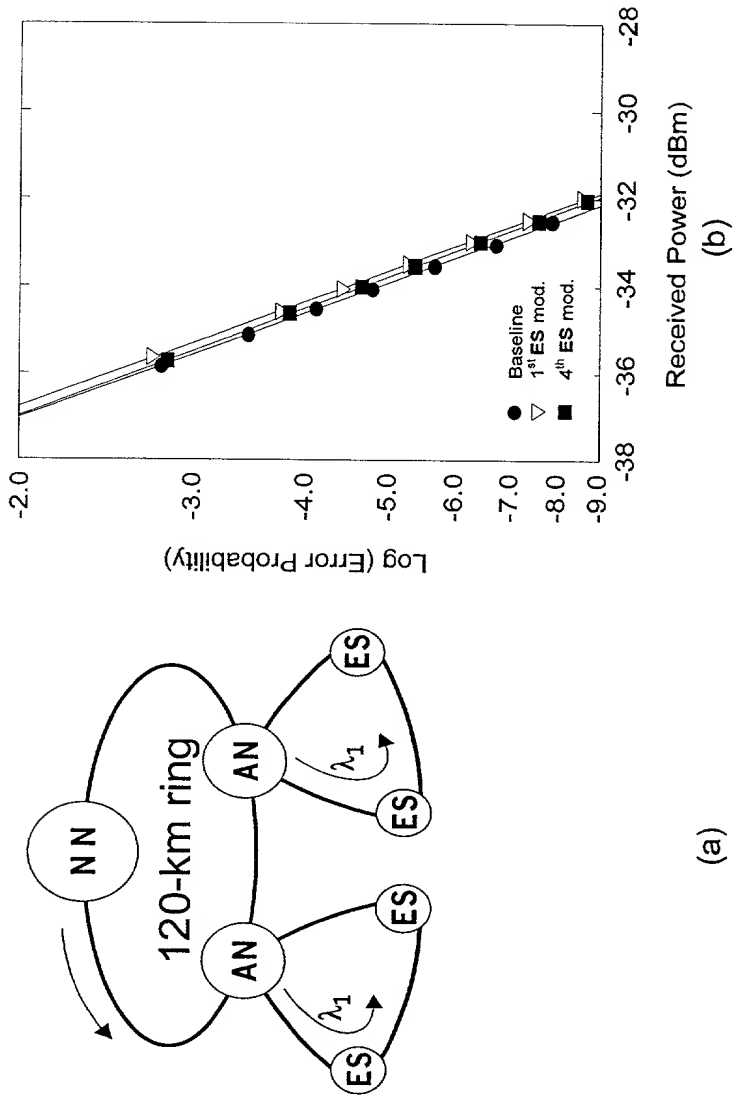 NN
120-km ring
AN
AN
λ1
λ1
ES
ES
ES
ES
(a)
Log (Error Probability)
-2.0
-3.0
-4.0
-5.0
-6.0
-7.0
-8.0
-9.0
Baseline
1st ES mod.
4th ES mod.
-38
-36
-34
-32
-30
-28
Received Power (dBm)
(b)